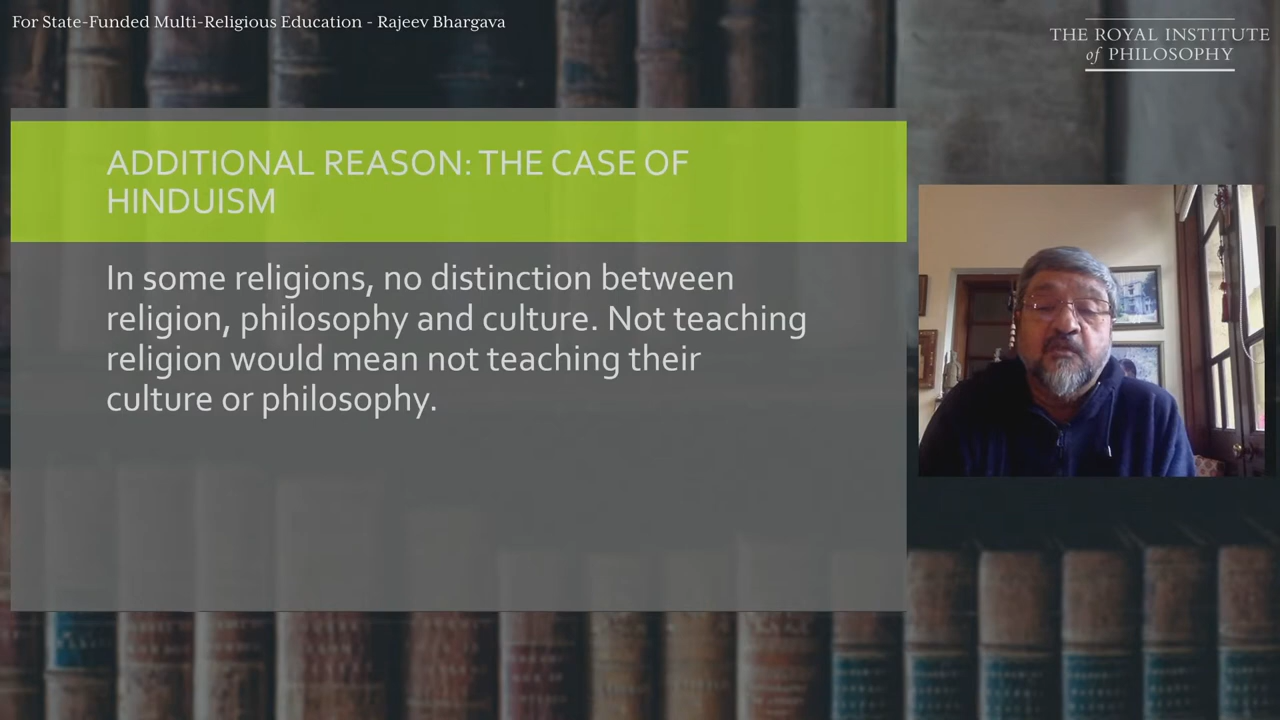 For State-Funded Multi-Religious Education - Rajeev Bhargava
THE ROYAL INSTITUTE
of PHILOSOPHY
ADDITIONAL REASON: THE CASE OF
HINDUISM
In some religions, no distinction between
religion, philosophy and culture. Not teaching
religion would mean not teaching their
culture or philosophy.